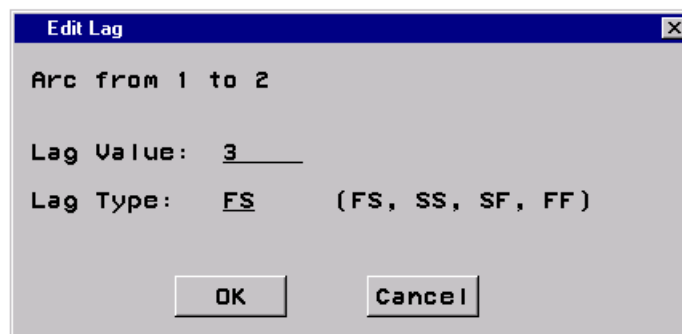 Edit Lag
Arc from 1 to 2
Lag Value: 3
Lag Type: FS (FS, SS, SF, FF)
OK Cancel